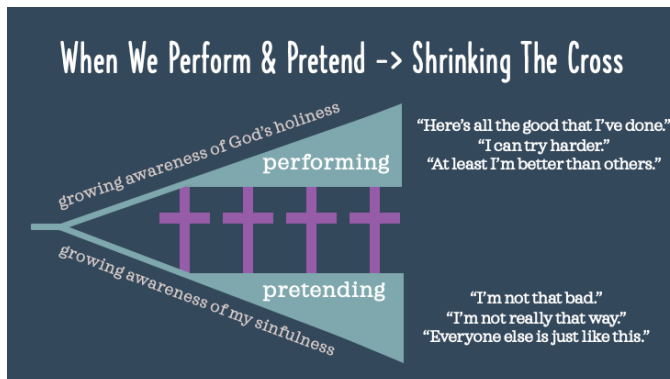 When We Perform & Pretend -> Shrinking The Cross
growing awareness of God's holiness
performing
"Here's all the good that I've done."
"I can try harder."
"At least I'm better than others."
pretending
growing awareness of my sinfulness
"I'm not that bad."
"I'm not really that way."
"Everyone else is just like this."